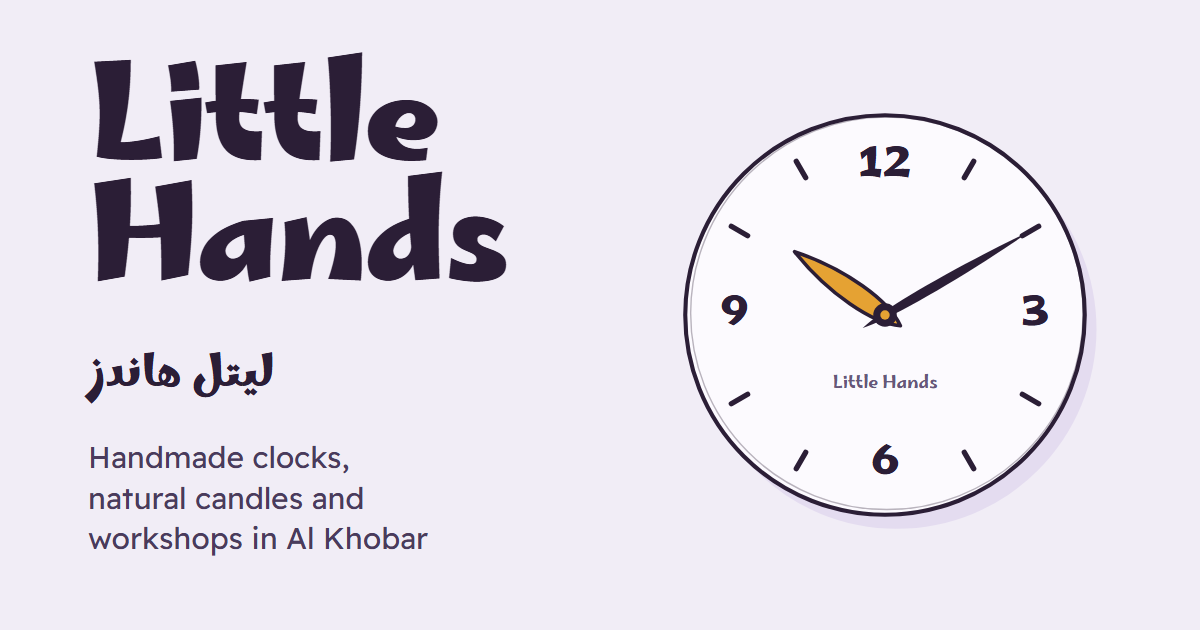 Little
Hands
ليتل هاندز
Handmade clocks,
natural candles and
workshops in Al Khobar
12
9
3
Little Hands
6